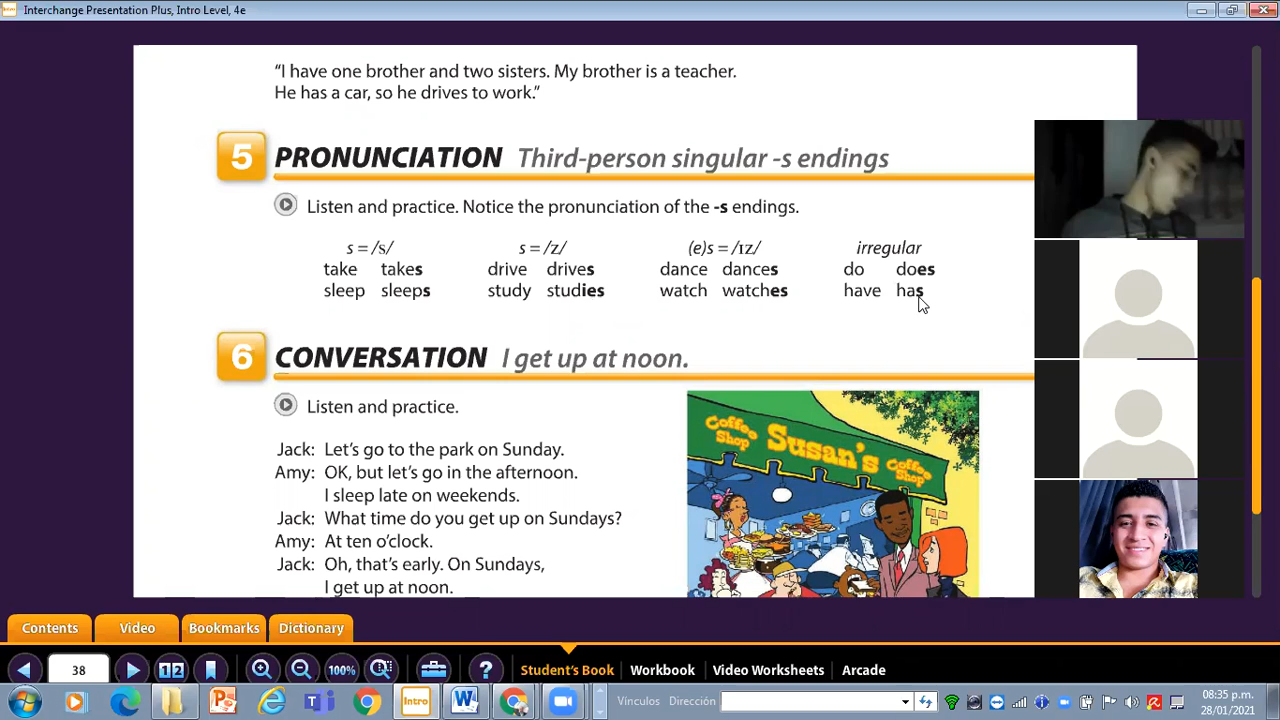 Interchange Presentation Plus, Intro Level, 4e
"I have one brother and two sisters. My brother is a teacher.
He has a car, so he drives to work."
5 PRONUNCIATION Third-person singular -s endings
Listen and practice. Notice the pronunciation of the -s endings.
s = /s/ s = /z/ (e)s = /ɪz/ irregular
take takes drive drives dance dances do does
sleep sleeps study studies watch watches have has
6 CONVERSATION I get up at noon.
Listen and practice.
Jack: Let's go to the park on Sunday.
Amy: OK, but let's go in the afternoon.
I sleep late on weekends.
Jack: What time do you get up on Sundays?
Amy: At ten o'clock.
Jack: Oh, that's early. On Sundays,
I get up at noon.
Coffee Shop Susan's Coffee Shop
Contents Video Bookmarks Dictionary
38 12 100% Student's Book Workbook Video Worksheets Arcade
Intro Vínculos Dirección 08:35 p.m.
28/01/2021